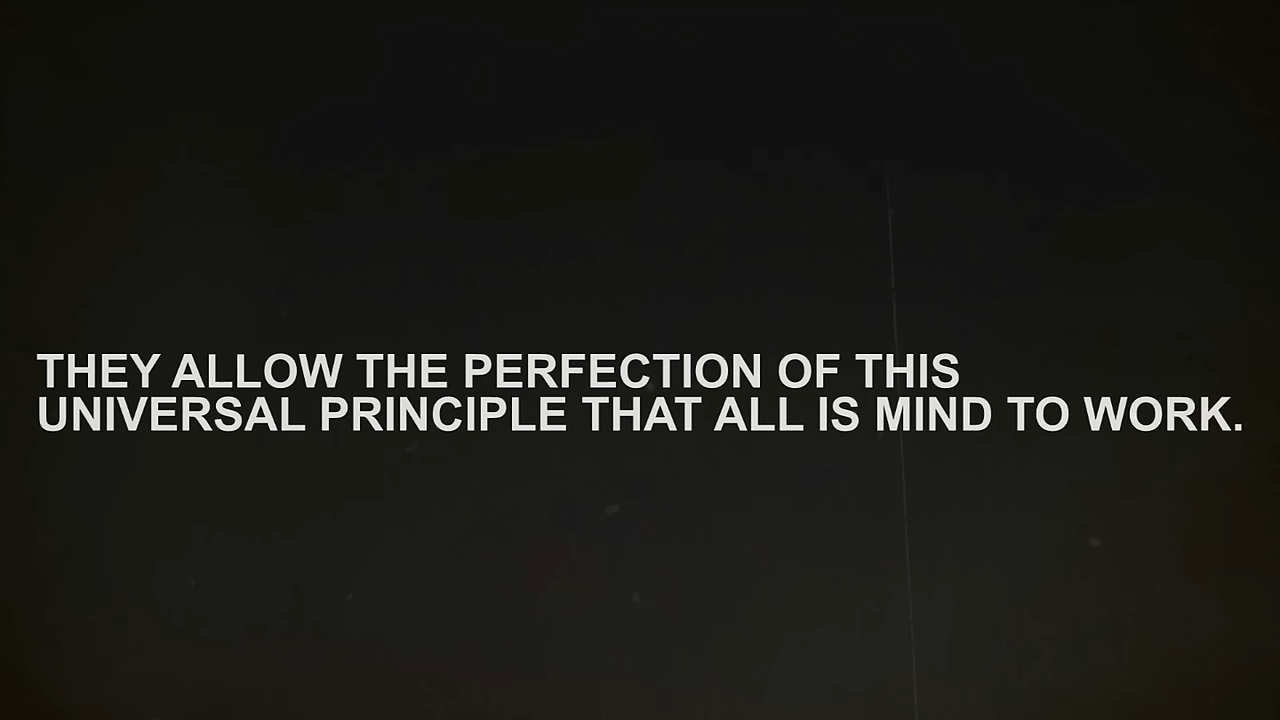 THEY ALLOW THE PERFECTION OF THIS
UNIVERSAL PRINCIPLE THAT ALL IS MIND TO WORK.